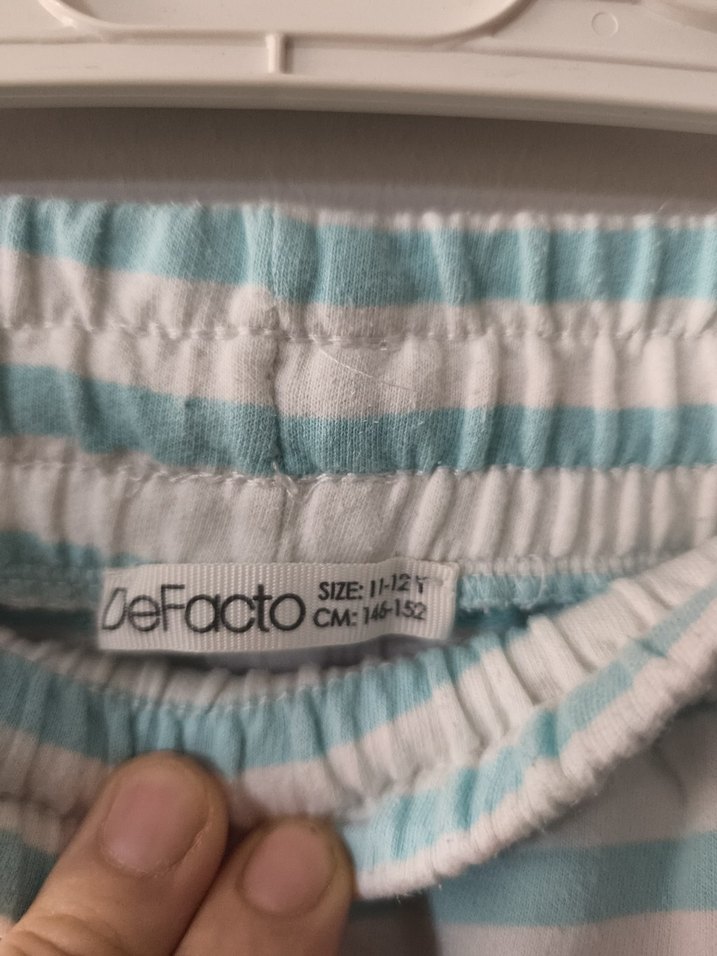 DeFacto
SIZE: 11-12 Y
CM: 146-152